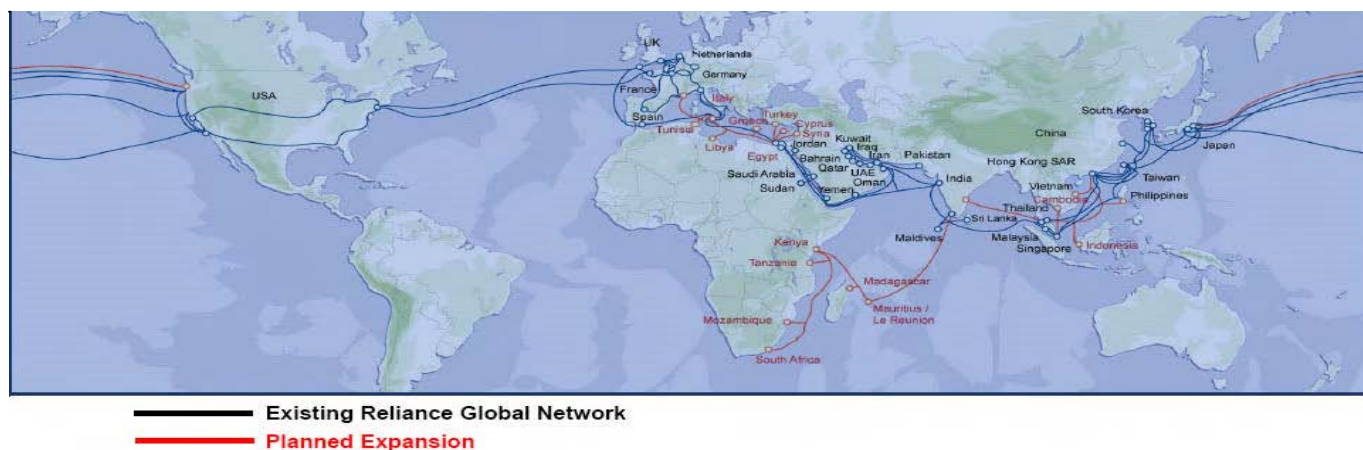 UK
Netherlands
Germany
France
USA
Italy
Spain
Tunisia
Greece
Turkey
Cyprus
Syria
Libya
Egypt
Jordan
Kuwait
Iraq
Iran
Pakistan
Bahrain
Qatar
UAE
Oman
Saudi Arabia
Sudan
Yemen
India
South Korea
China
Japan
Hong Kong SAR
Taiwan
Vietnam
Cambodia
Thailand
Philippines
Sri Lanka
Maldives
Malaysia
Singapore
Indonesia
Kenya
Tanzania
Madagascar
Mauritius /
Le Reunion
Mozambique
South Africa
Existing Reliance Global Network
Planned Expansion